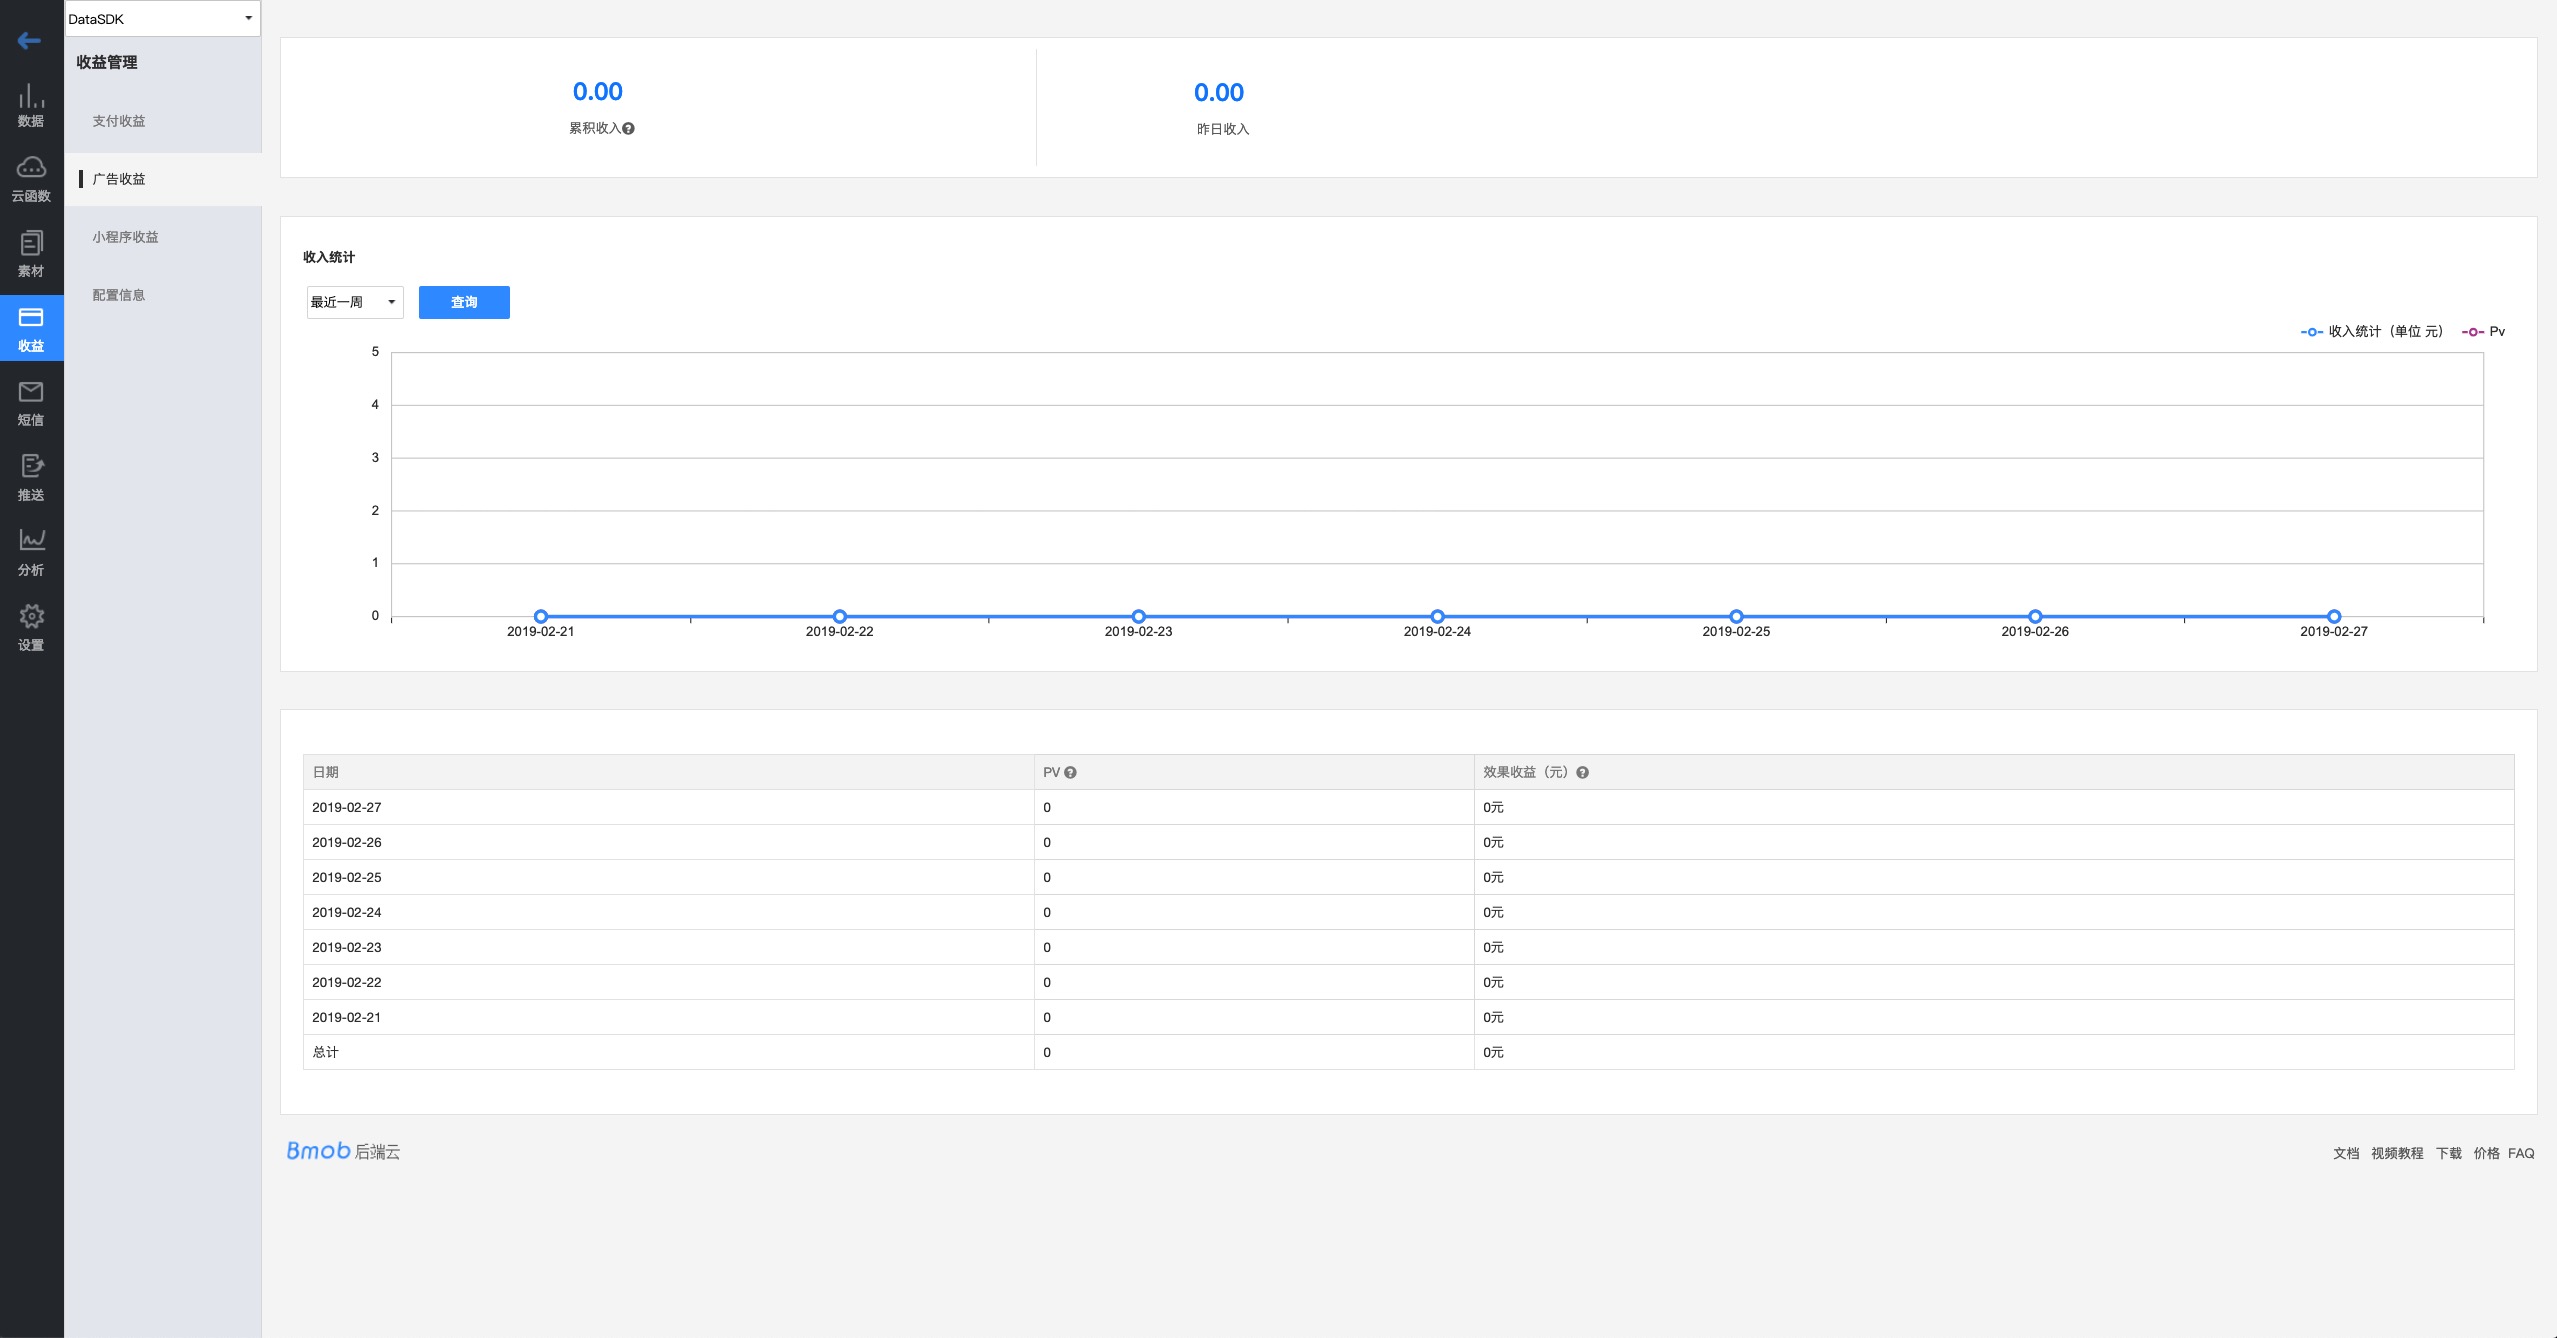 DataSDK
收益管理
数据
云函数
素材
收益
短信
推送
分析
设置
支付收益
广告收益
小程序收益
配置信息
0.00
累积收入
0.00
昨日收入
收入统计
最近一周 查询
收入统计（单位 元） Pv
5
4
3
2
1
0
2019-02-21 2019-02-22 2019-02-23 2019-02-24 2019-02-25 2019-02-26 2019-02-27
日期 PV 效果收益（元）
2019-02-27 0 0元
2019-02-26 0 0元
2019-02-25 0 0元
2019-02-24 0 0元
2019-02-23 0 0元
2019-02-22 0 0元
2019-02-21 0 0元
总计 0 0元
Bmob 后端云
文档 视频教程 下载 价格 FAQ